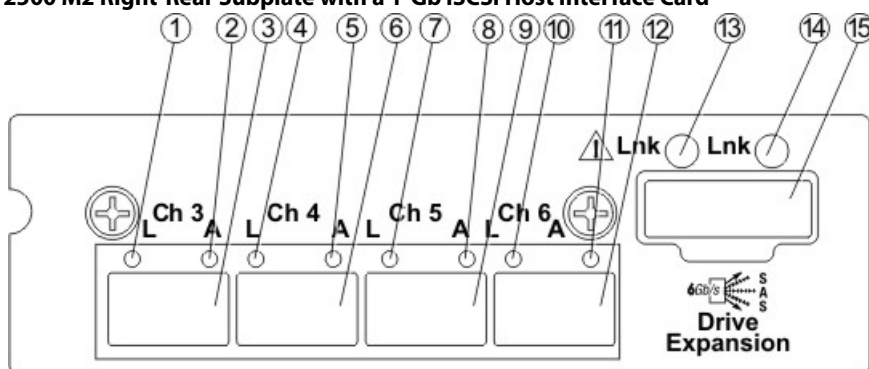 2500 M2 Right-Rear Subplate with a 1-Gb iSCSI Host Interface Card
1 2 3 4 5 6 7 8 9 10 11 12 13 14 15
Lnk Lnk
Ch 3 Ch 4 Ch 5 Ch 6
L A L A L A L A
6Gb/s SAS
Drive
Expansion